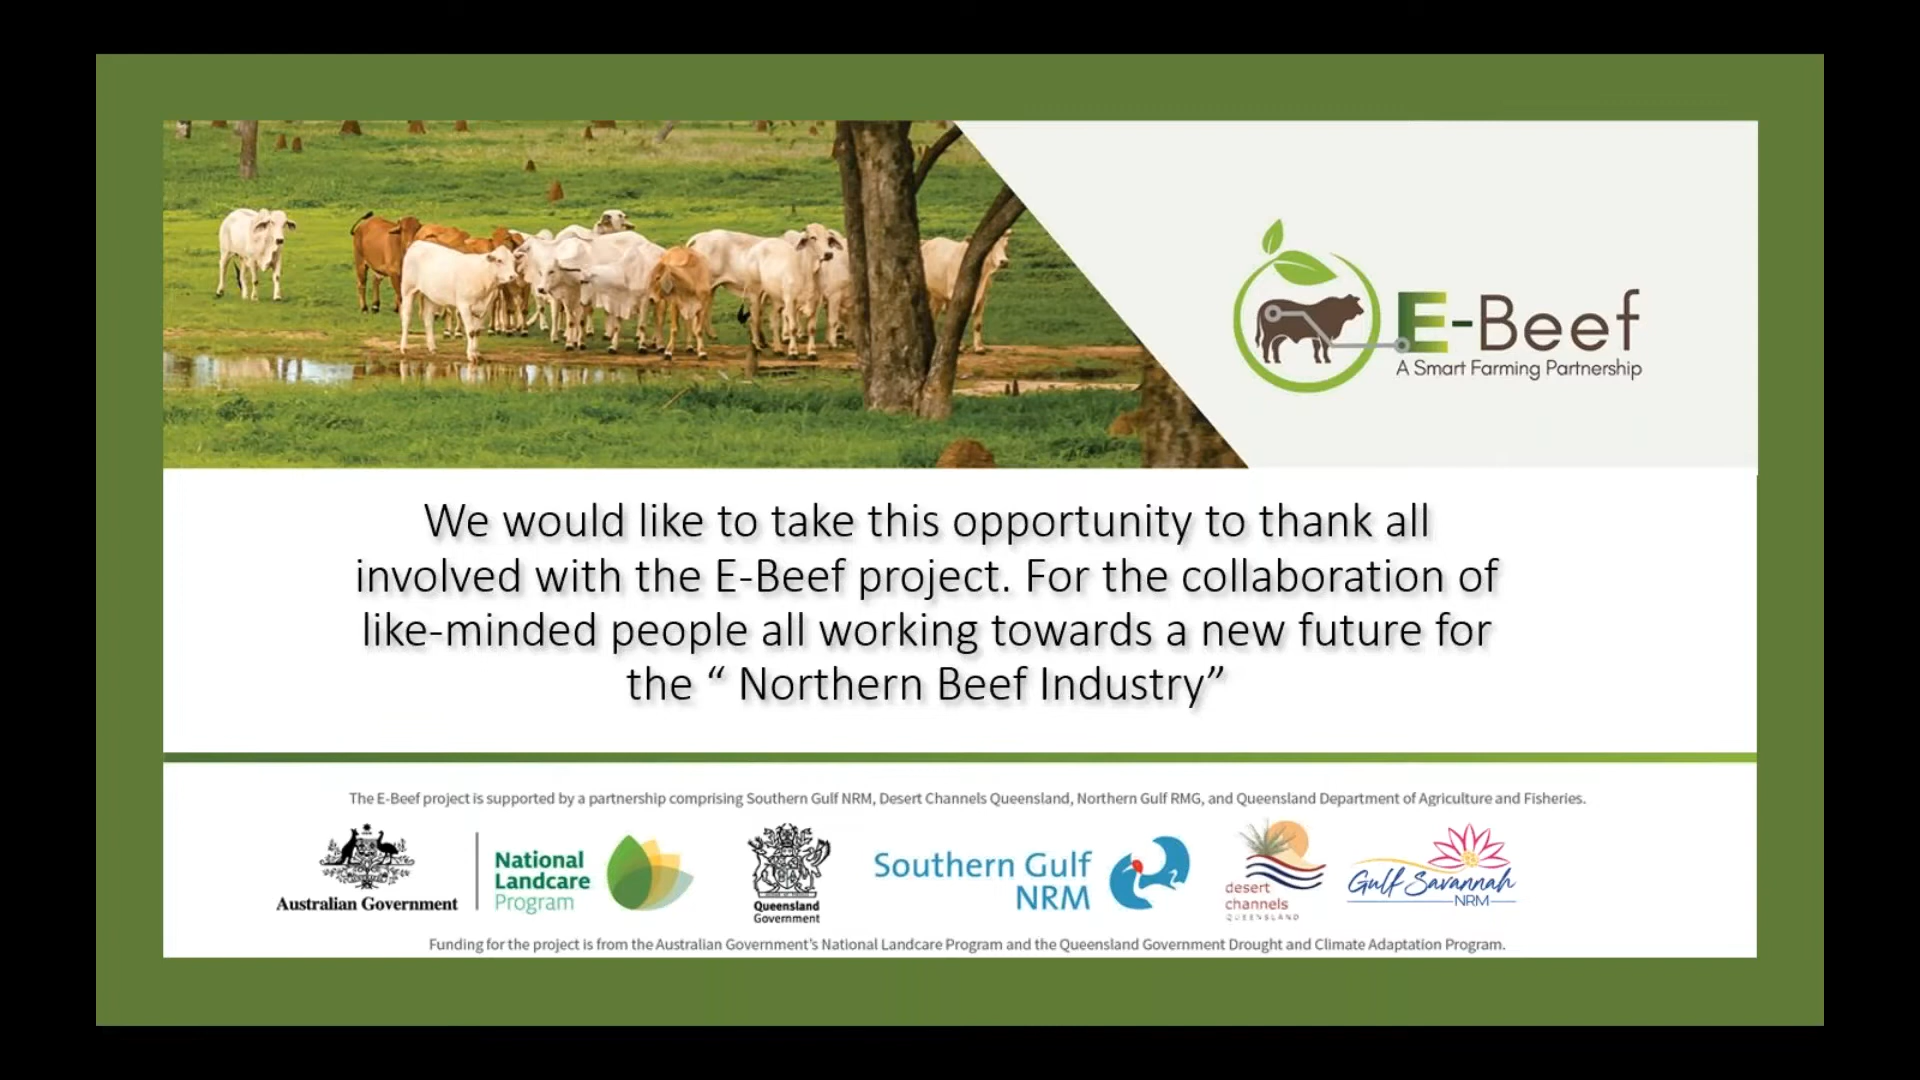 E-Beef
A Smart Farming Partnership
We would like to take this opportunity to thank all
involved with the E-Beef project. For the collaboration of
like-minded people all working towards a new future for
the “ Northern Beef Industry”
The E-Beef project is supported by a partnership comprising Southern Gulf NRM, Desert Channels Queensland, Northern Gulf RMG, and Queensland Department of Agriculture and Fisheries.
Australian Government
National
Landcare
Program
Queensland
Government
Southern Gulf
NRM
desert
channels
QUEENSLAND
Gulf Savannah
NRM
Funding for the project is from the Australian Government's National Landcare Program and the Queensland Government Drought and Climate Adaptation Program.